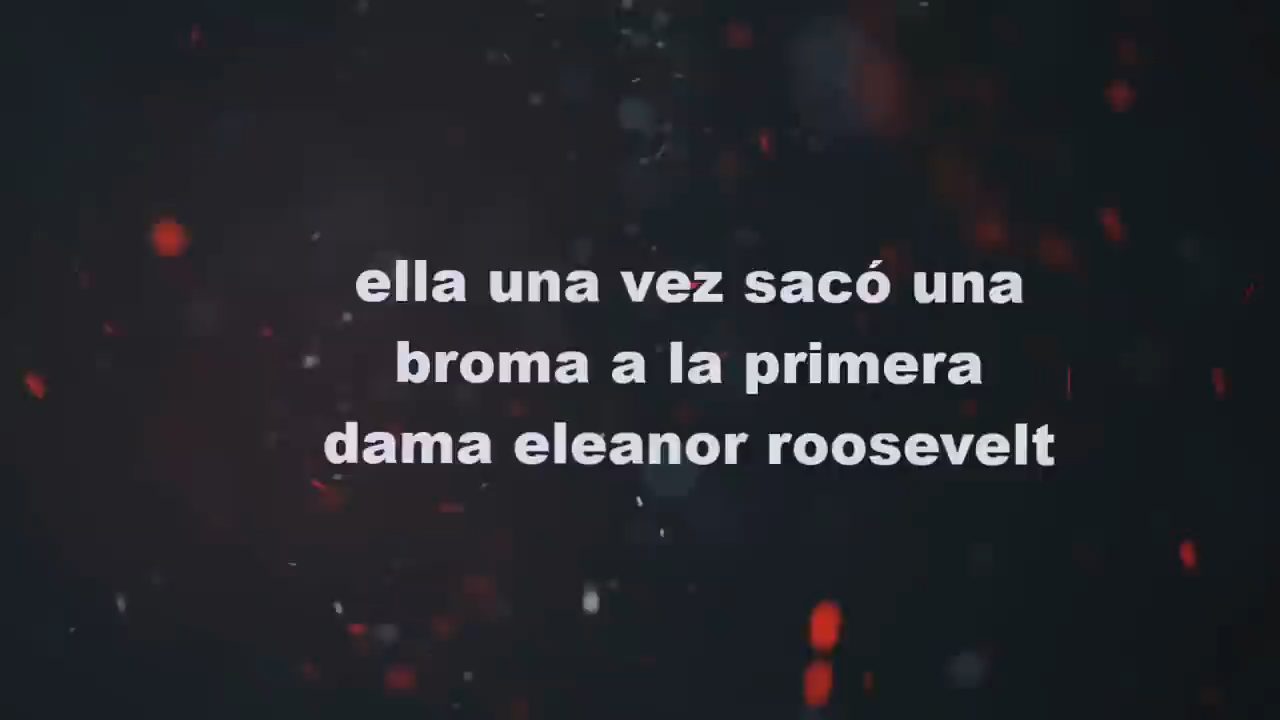 ella una vez sacó una
broma a la primera
dama eleanor roosevelt